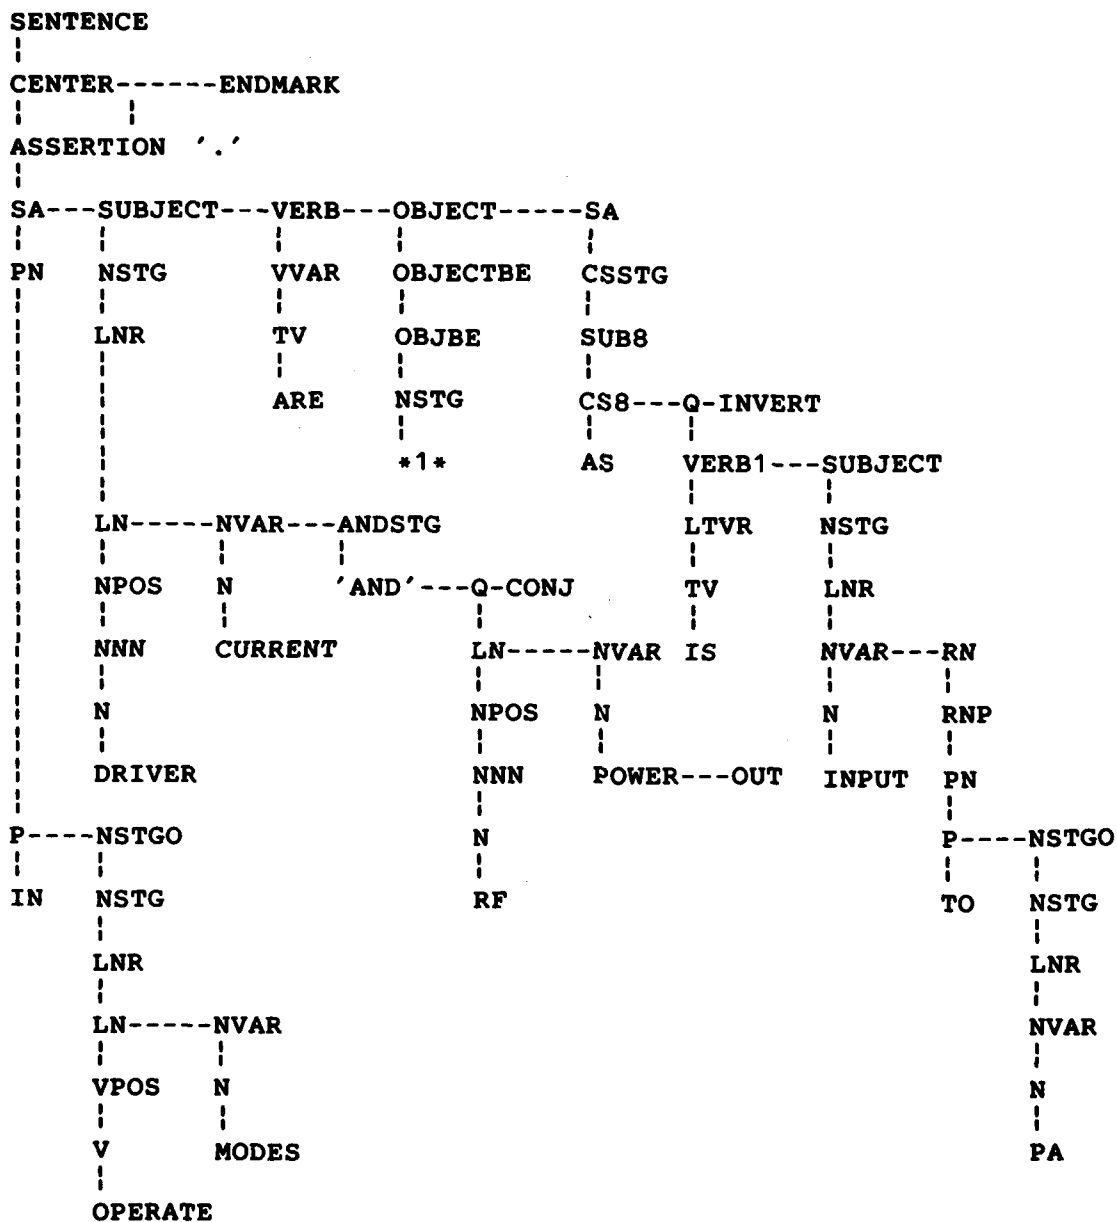 SENTENCE
CENTER------ENDMARK
ASSERTION '.'
SA---SUBJECT---VERB---OBJECT-----SA
PN NSTG VVAR OBJECTBE CSSTG
LNR TV OBJBE SUB8
ARE NSTG CS8---Q-INVERT
*1* AS VERB1---SUBJECT
LN-----NVAR---ANDSTG LTVR NSTG
NPOS N 'AND'---Q-CONJ TV LNR
NNN CURRENT LN-----NVAR IS NVAR---RN
N NPOS N N RNP
DRIVER NNN POWER---OUT INPUT PN
P----NSTGO N P----NSTGO
IN NSTG RF TO NSTG
LNR LNR
LN-----NVAR NVAR
VPOS N N
V MODES PA
OPERATE